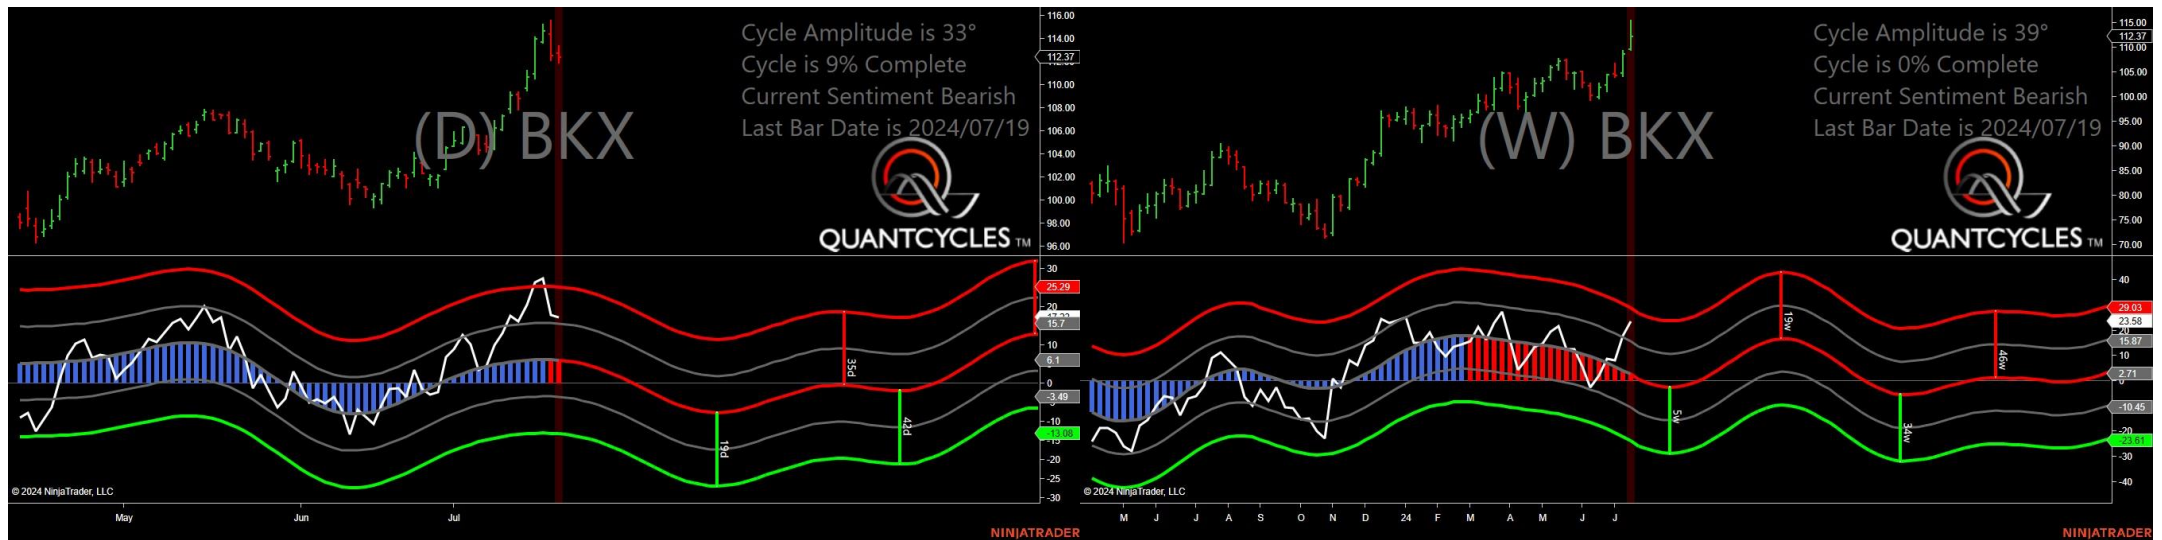 Cycle Amplitude is 33°
Cycle is 9% Complete
Current Sentiment Bearish
Last Bar Date is 2024/07/19
(D) BKX
QUANTCYCLES TM
116.00
114.00
112.37
110.00
108.00
106.00
104.00
102.00
100.00
98.00
96.00
30
25.29
20
15.7
10
6.1
0
-3.49
-10
-13.08
-15
-20
-25
-30
19d
35d
42d
© 2024 NinjaTrader, LLC
May
Jun
Jul
NINJATRADER
Cycle Amplitude is 39°
Cycle is 0% Complete
Current Sentiment Bearish
Last Bar Date is 2024/07/19
(W) BKX
QUANTCYCLES TM
115.00
112.37
110.00
105.00
100.00
95.00
90.00
85.00
80.00
75.00
70.00
40
29.03
23.58
20
15.87
10
2.71
0
-10.45
-20
-23.61
-30
-40
5w
19w
34w
46w
© 2024 NinjaTrader, LLC
M J J A S O N D 24 F M A M J J
NINJATRADER